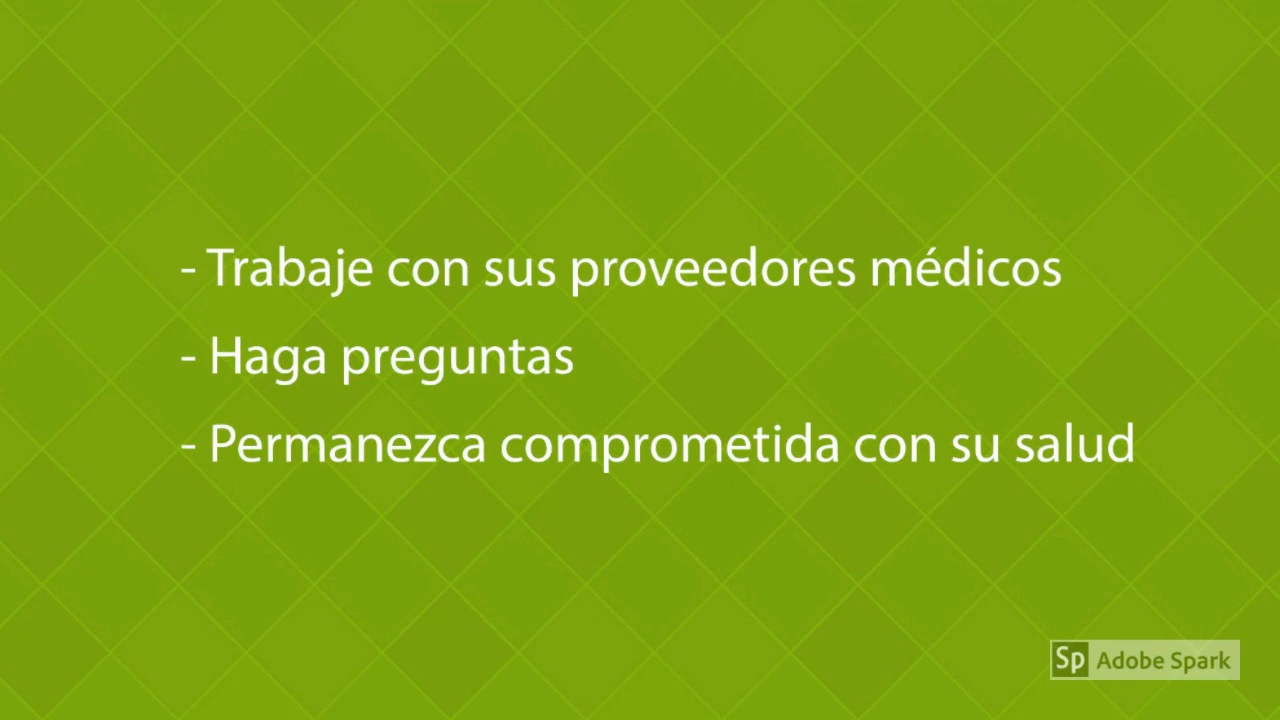 - Trabaje con sus proveedores médicos
- Haga preguntas
- Permanezca comprometida con su salud
Sp Adobe Spark